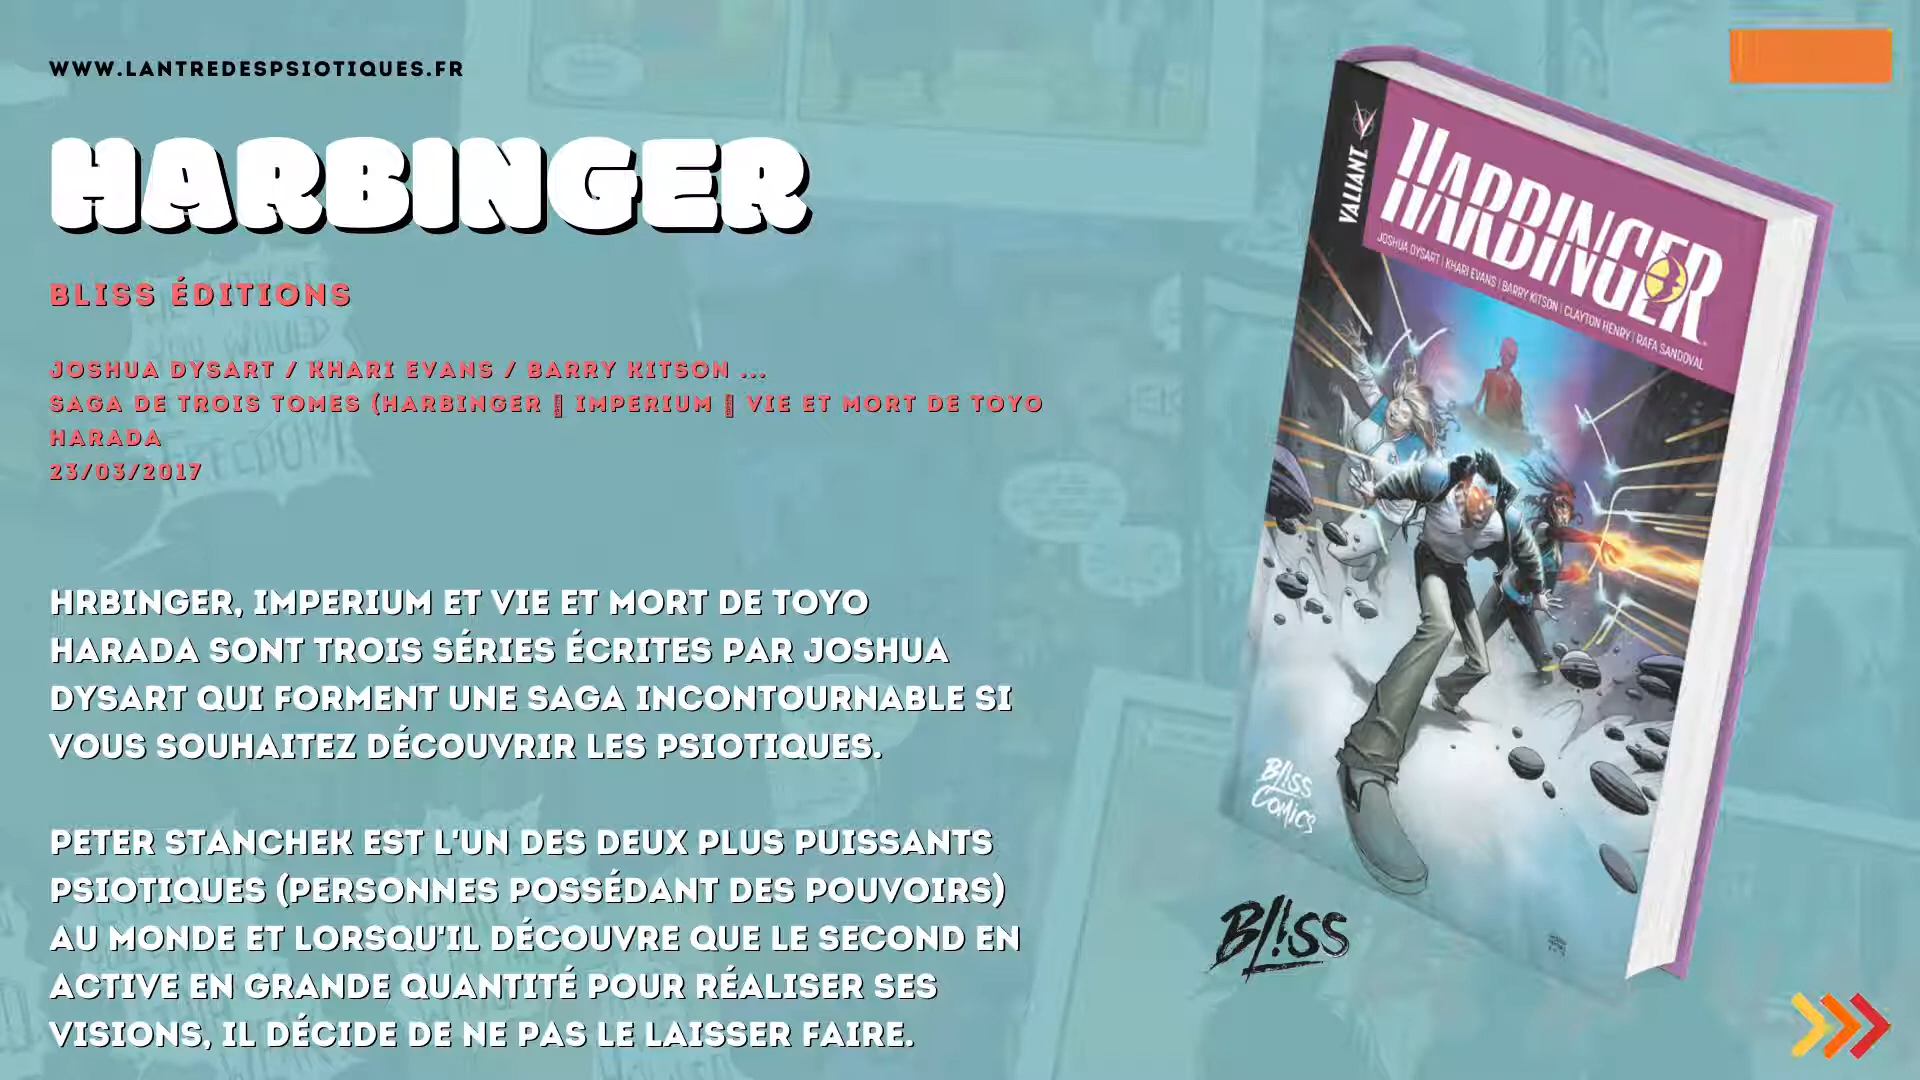 WWW.LANTREDESPSIOTIQUES.FR
HARBINGER
BLISS ÉDITIONS
JOSHUA DYSART / KHARI EVANS / BARRY KITSON ...
SAGA DE TROIS TOMES (HARBINGER IMPERIUM VIE ET MORT DE TOYO
HARADA
23/03/2017
HRBINGER, IMPERIUM ET VIE ET MORT DE TOYO
HARADA SONT TROIS SÉRIES ÉCRITES PAR JOSHUA
DYSART QUI FORMENT UNE SAGA INCONTOURNABLE SI
VOUS SOUHAITEZ DÉCOUVRIR LES PSIOTIQUES.
PETER STANCHEK EST L'UN DES DEUX PLUS PUISSANTS
PSIOTIQUES (PERSONNES POSSÉDANT DES POUVOIRS)
AU MONDE ET LORSQU'IL DÉCOUVRE QUE LE SECOND EN
ACTIVE EN GRANDE QUANTITÉ POUR RÉALISER SES
VISIONS, IL DÉCIDE DE NE PAS LE LAISSER FAIRE.
VALIANT
HARBINGER
JOSHUA DYSART | KHARI EVANS | BARRY KITSON | CLAYTON HENRY | RAFA SANDOVAL
BL!SS
COMICS
BL!SS